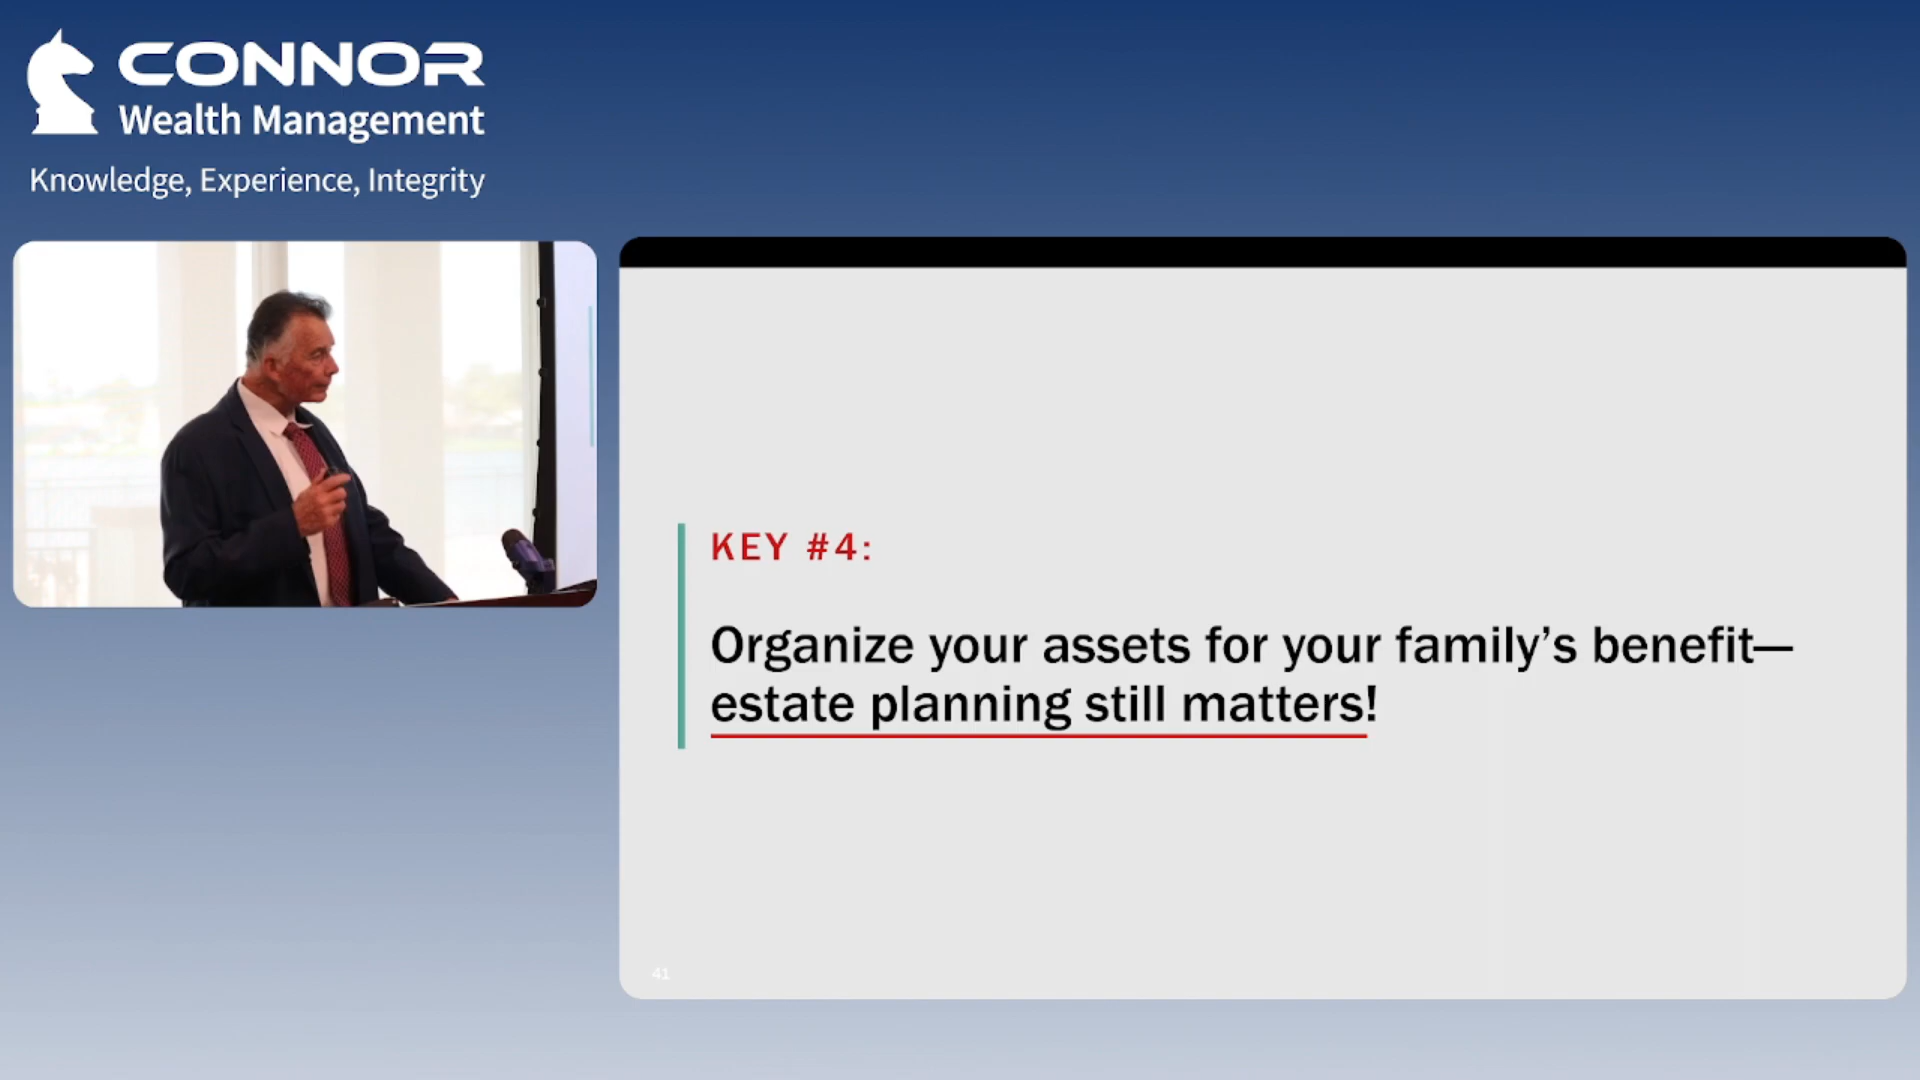 CONNOR
Wealth Management
Knowledge, Experience, Integrity
KEY #4:
Organize your assets for your family’s benefit—
estate planning still matters!
41